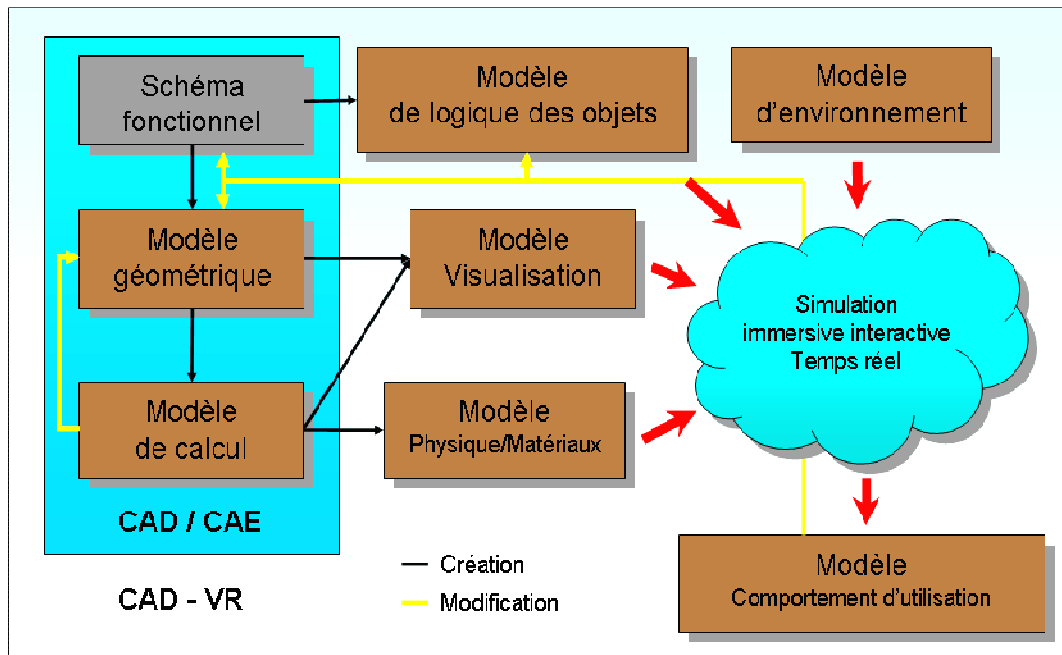 Schéma
fonctionnel
Modèle
de logique des objets
Modèle
d'environnement
Modèle
géométrique
Modèle
Visualisation
Simulation
immersive interactive
Temps réel
Modèle
de calcul
Modèle
Physique/Matériaux
CAD / CAE
CAD - VR
Création
Modification
Modèle
Comportement d'utilisation